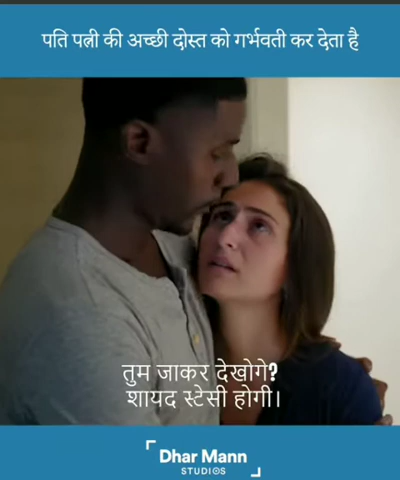 पति पत्नी की अच्छी दोस्त को गर्भवती कर देता है
तुम जाकर देखोगे?
शायद स्टेसी होगी।
Dhar Mann
STUDIOS